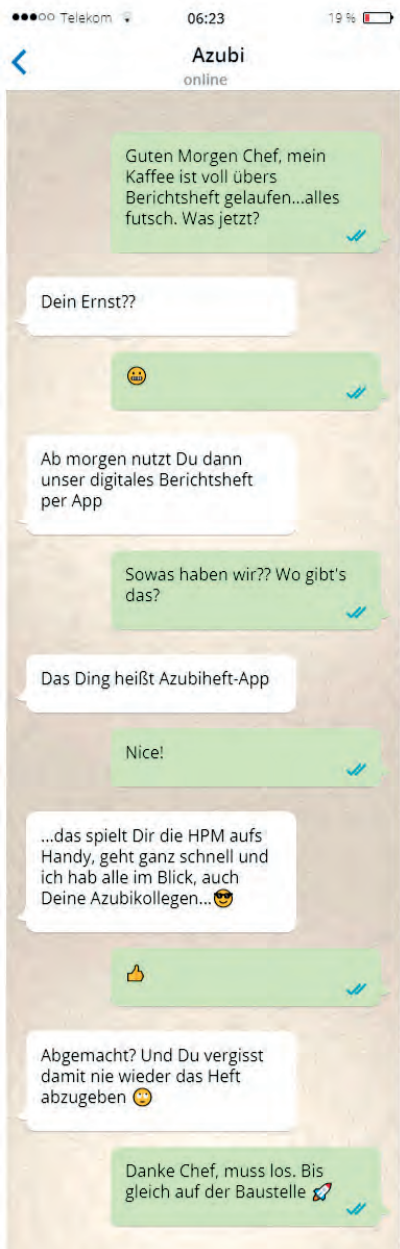 Telekom 06:23 19 %
Azubi
online
Guten Morgen Chef, mein
Kaffee ist voll übers
Berichtsheft gelaufen...alles
futsch. Was jetzt?
Dein Ernst??
😬
Ab morgen nutzt Du dann
unser digitales Berichtsheft
per App
Sowas haben wir?? Wo gibt's
das?
Das Ding heißt Azubiheft-App
Nice!
...das spielt Dir die HPM aufs
Handy, geht ganz schnell und
ich hab alle im Blick, auch
Deine Azubikollegen...😎
👍
Abgemacht? Und Du vergisst
damit nie wieder das Heft
abzugeben 🙄
Danke Chef, muss los. Bis
gleich auf der Baustelle 🚀